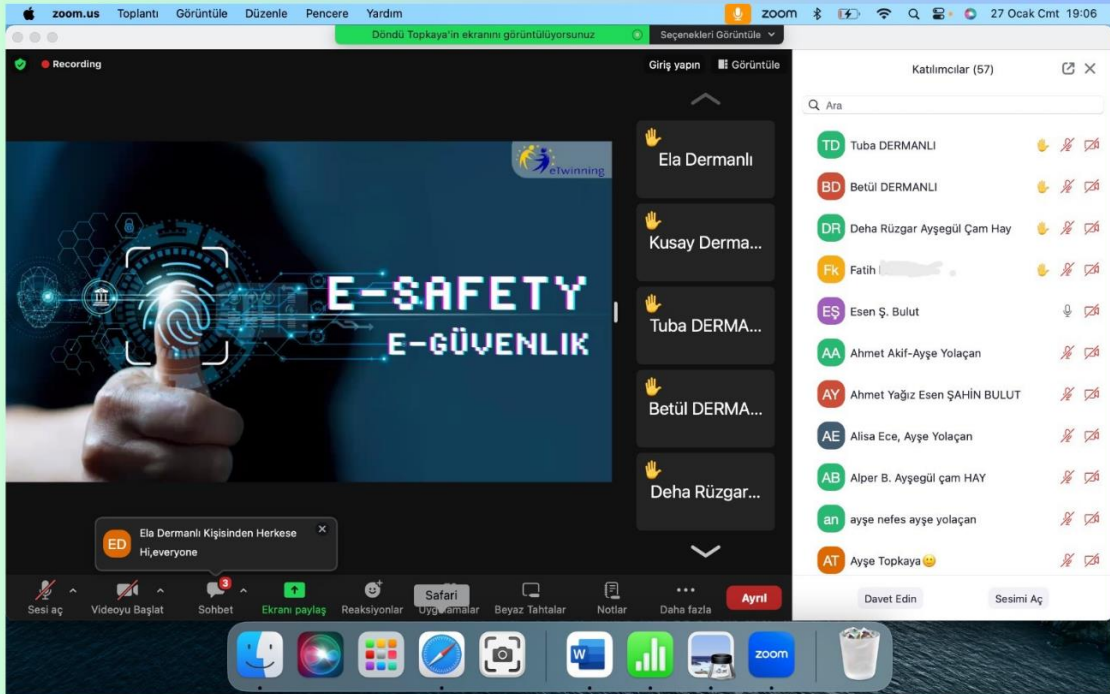 zoom.us Toplantı Görüntüle Düzenle Pencere Yardım zoom 27 Ocak Cmt 19:06
Döndü Topkaya'in ekranını görüntülüyorsunuz Seçenekleri Görüntüle
Recording Giriş yapın Görüntüle
Katılımcılar (57)
Ara
eTwinning
E-SAFETY
E-GÜVENLIK
Ela Dermanlı
Kusay Derma...
Tuba DERMA...
Betül DERMA...
Deha Rüzgar...
TD Tuba DERMANLI
BD Betül DERMANLI
DR Deha Rüzgar Ayşegül Çam Hay
Fk Fatih
EŞ Esen Ş. Bulut
AA Ahmet Akif-Ayşe Yolaçan
AY Ahmet Yağız Esen ŞAHİN BULUT
AE Alisa Ece, Ayşe Yolaçan
AB Alper B. Ayşegül çam HAY
an ayşe nefes ayşe yolaçan
AT Ayşe Topkaya
ED Ela Dermanlı Kişisinden Herkese
Hi,everyone
3
Safari
Sesi aç Videoyu Başlat Sohbet Ekranı paylaş Reaksiyonlar Uygulamalar Beyaz Tahtalar Notlar Daha fazla Ayrıl
Davet Edin Sesimi Aç
W zoom